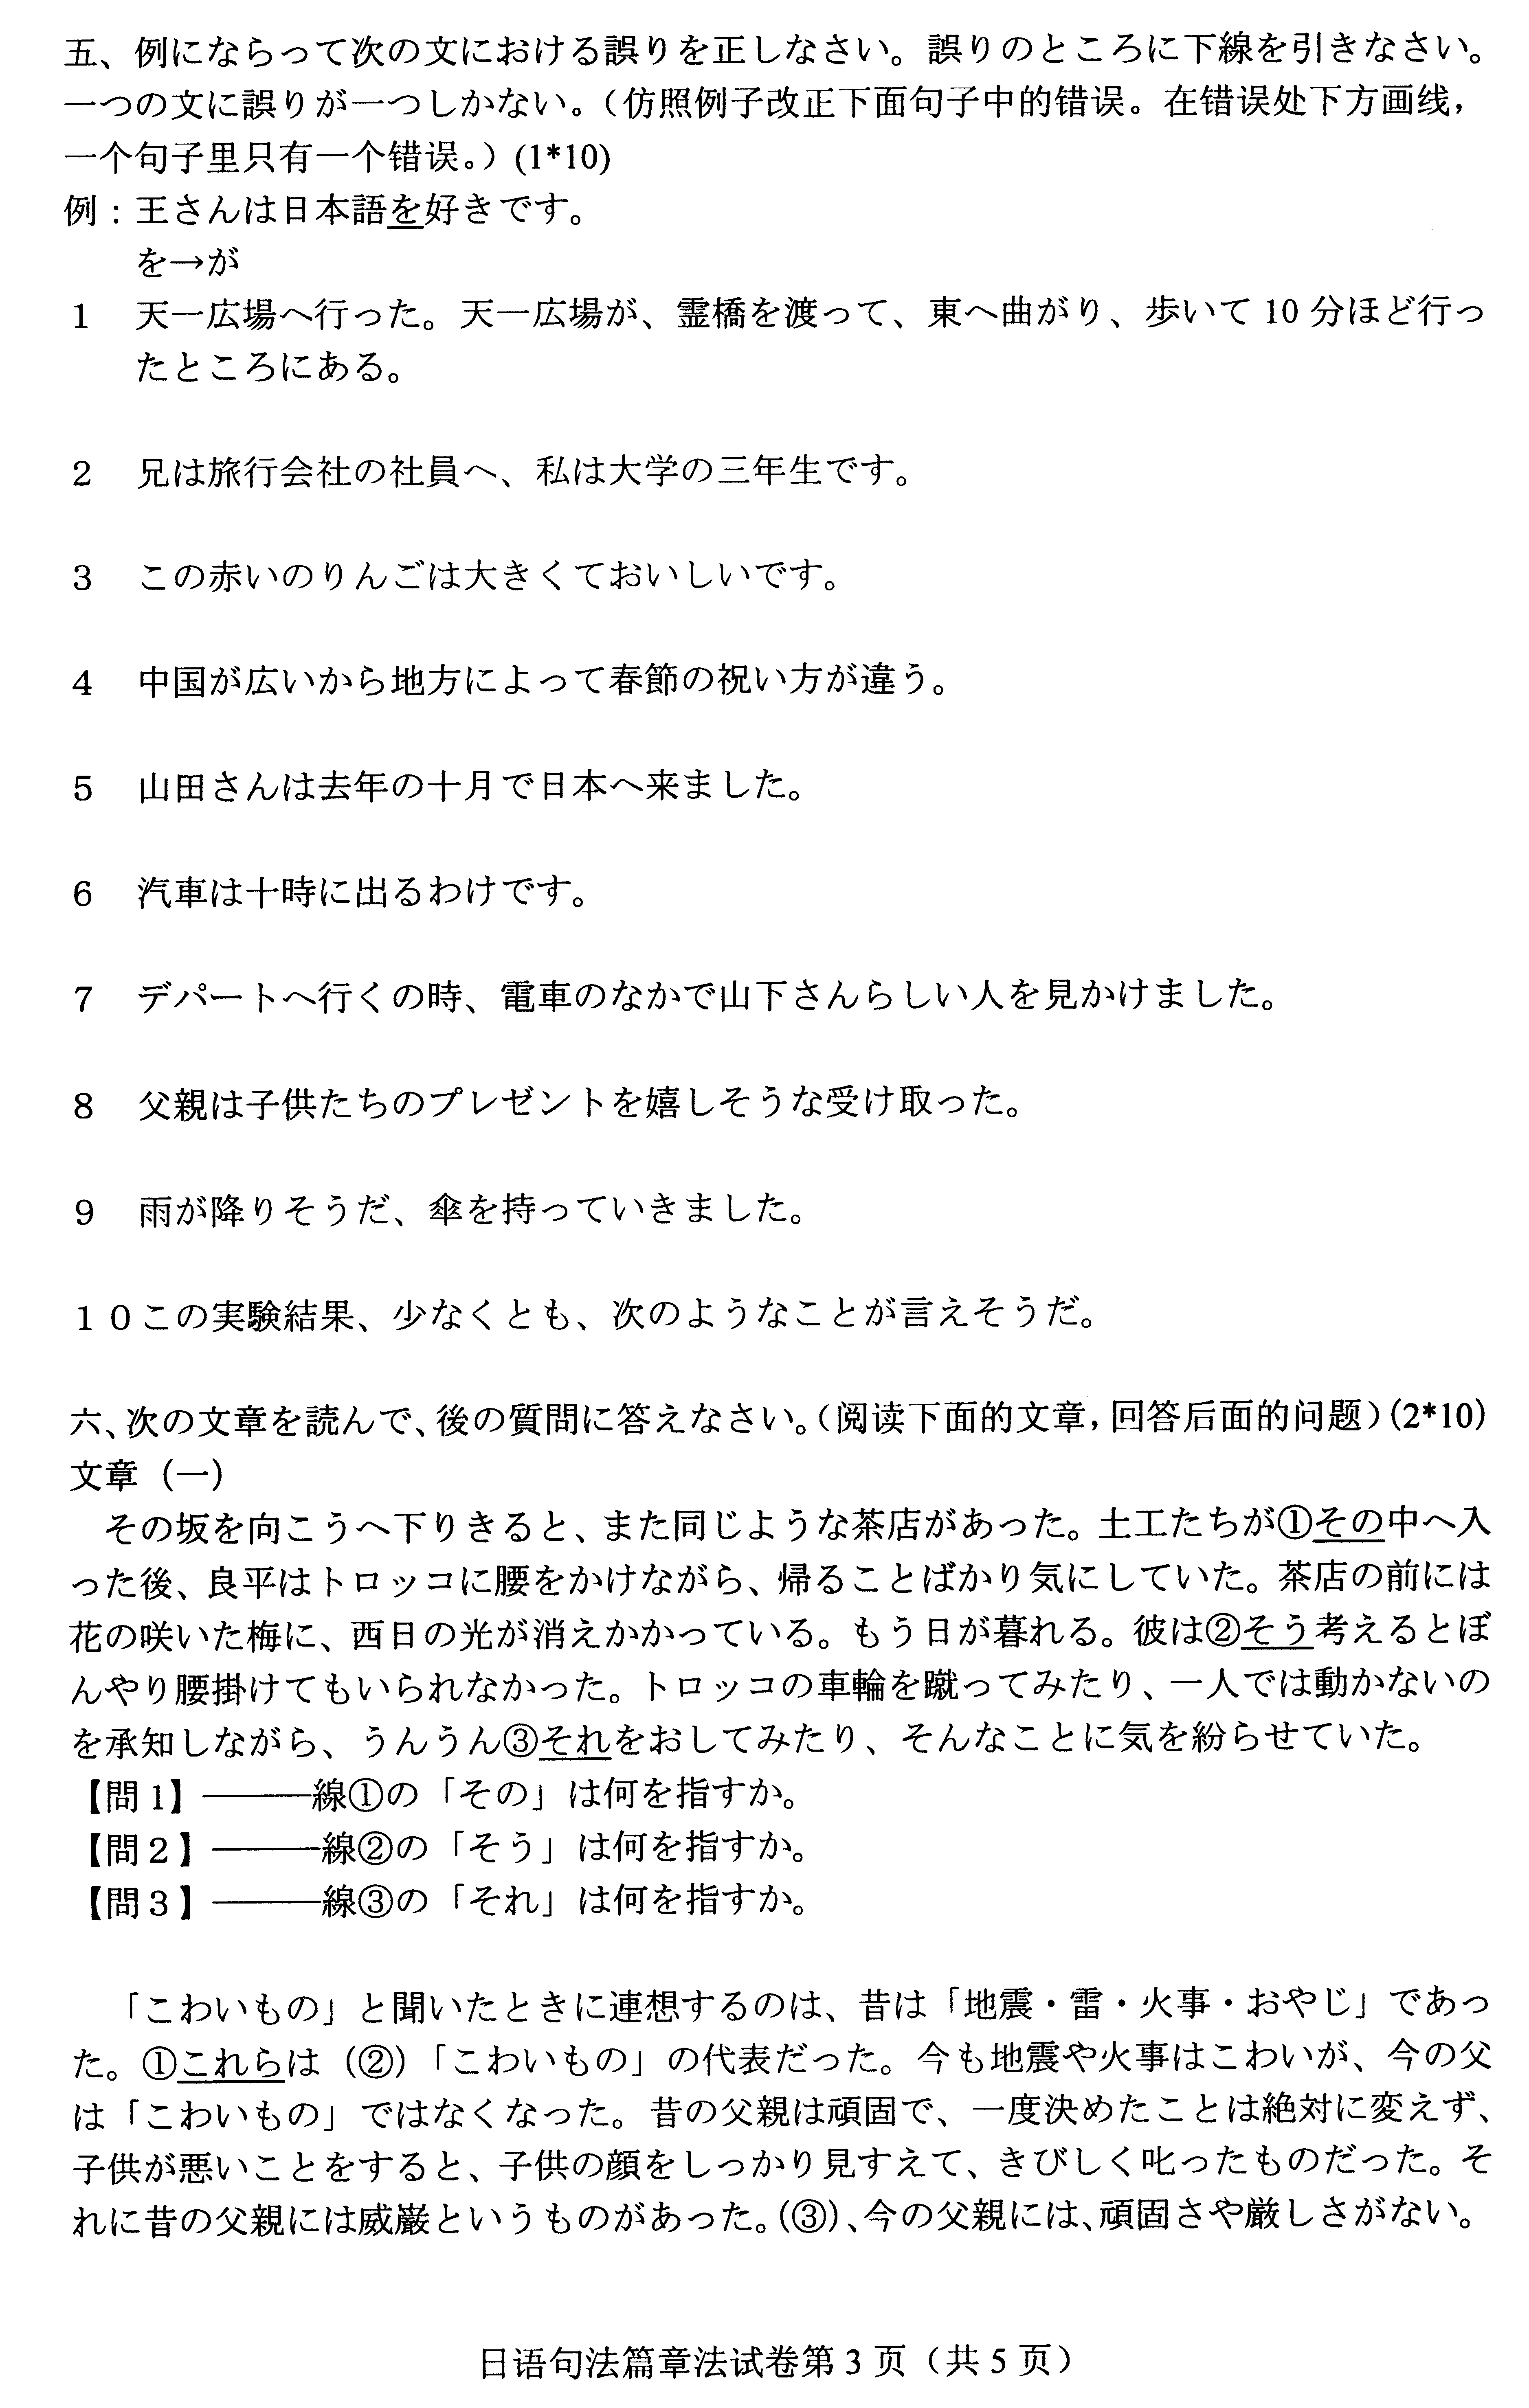 五、例にならって次の文における誤りを正しなさい。誤りのところに下線を引きなさい。
一つの文に誤りが一つしかない。（仿照例子改正下面句子中的错误。在错误处下方画线，
一个句子里只有一个错误。）(1*10)
例：王さんは日本語を好きです。
を→が
1 天一広場へ行った。天一広場が、霊橋を渡って、東へ曲がり、歩いて 10 分ほど行っ
たところにある。
2 兄は旅行会社の社員へ、私は大学の三年生です。
3 この赤いのりんごは大きくておいしいです。
4 中国が広いから地方によって春節の祝い方が違う。
5 山田さんは去年の十月で日本へ来ました。
6 汽車は十時に出るわけです。
7 デパートへ行くの時、電車のなかで山下さんらしい人を見かけました。
8 父親は子供たちのプレゼントを嬉しそうな受け取った。
9 雨が降りそうだ、傘を持っていきました。
10この実験結果、少なくとも、次のようなことが言えそうだ。
六、次の文章を読んで、後の質問に答えなさい。（阅读下面的文章，回答后面的问题）(2*10)
文章（一）
その坂を向こうへ下りきると、また同じような茶店があった。土工たちが①その中へ入
った後、良平はトロッコに腰をかけながら、帰ることばかり気にしていた。茶店の前には
花の咲いた梅に、西日の光が消えかかっている。もう日が暮れる。彼は②そう考えるとぼ
んやり腰掛けてもいられなかった。トロッコの車輪を蹴ってみたり、一人では動かないの
を承知しながら、うんうん③それをおしてみたり、そんなことに気を紛らせていた。
【問1】———線①の「その」は何を指すか。
【問2】———線②の「そう」は何を指すか。
【問3】———線③の「それ」は何を指すか。
「こわいもの」と聞いたときに連想するのは、昔は「地震・雷・火事・おやじ」であっ
た。①これらは（②）「こわいもの」の代表だった。今も地震や火事はこわいが、今の父
は「こわいもの」ではなくなった。昔の父親は頑固で、一度決めたことは絶対に変えず、
子供が悪いことをすると、子供の顔をしっかり見すえて、きびしく叱ったものだった。そ
れに昔の父親には威巌というものがあった。（③）、今の父親には、頑固さや厳しさがない。
日语句法篇章法试卷第 3 页（共 5 页）